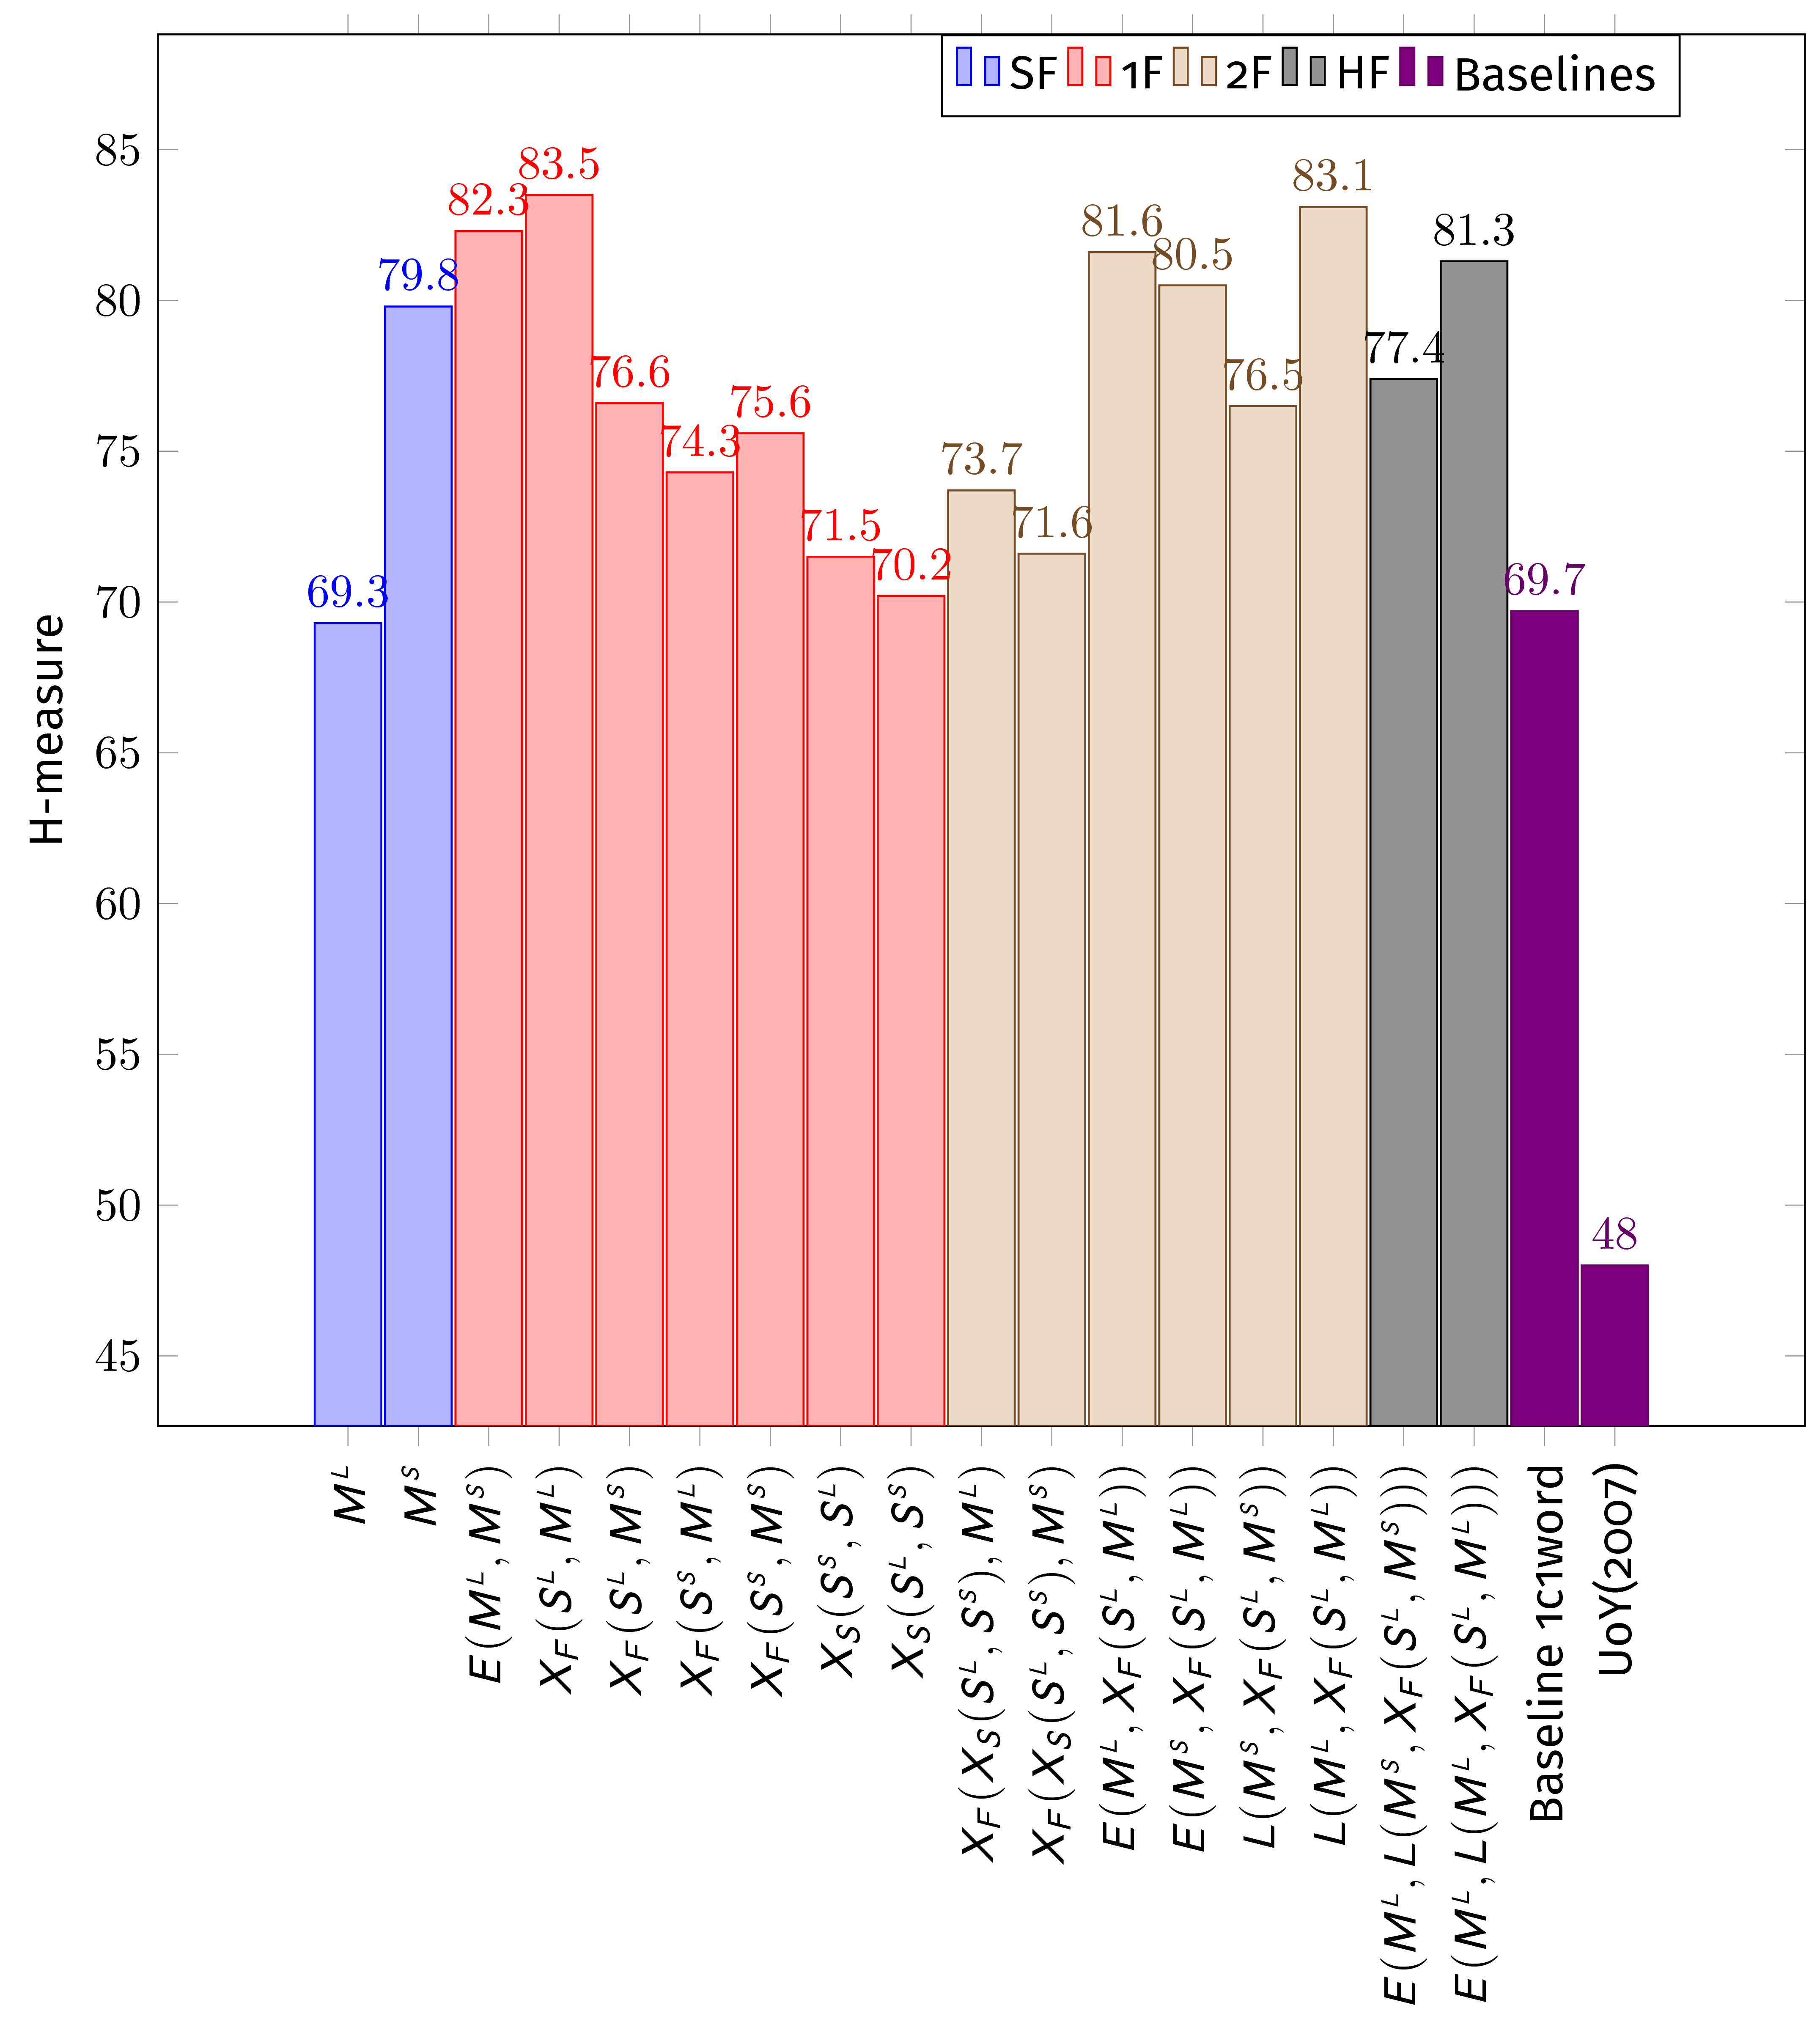 SF 1F 2F HF Baselines
85
80
75
70
65
60
55
50
45
H-measure
69.3
79.8
82.3
83.5
76.6
74.3
75.6
71.5
70.2
73.7
71.6
81.6
80.5
76.5
83.1
77.4
81.3
69.7
48
M^L
M^S
E(M^L, M^S)
X_F(S^L, M^L)
X_F(S^L, M^S)
X_F(S^S, M^L)
X_F(S^S, M^S)
X_S(S^S, S^L)
X_S(S^L, S^S)
X_F(X_S(S^L, S^S), M^L)
X_F(X_S(S^L, S^S), M^S)
E(M^L, X_F(S^L, M^L))
E(M^S, X_F(S^L, M^L))
L(M^S, X_F(S^L, M^S))
L(M^L, X_F(S^L, M^L))
E(M^L, L(M^S, X_F(S^L, M^S)))
E(M^L, L(M^L, X_F(S^L, M^L)))
Baseline 1c1word
UoY(2007)